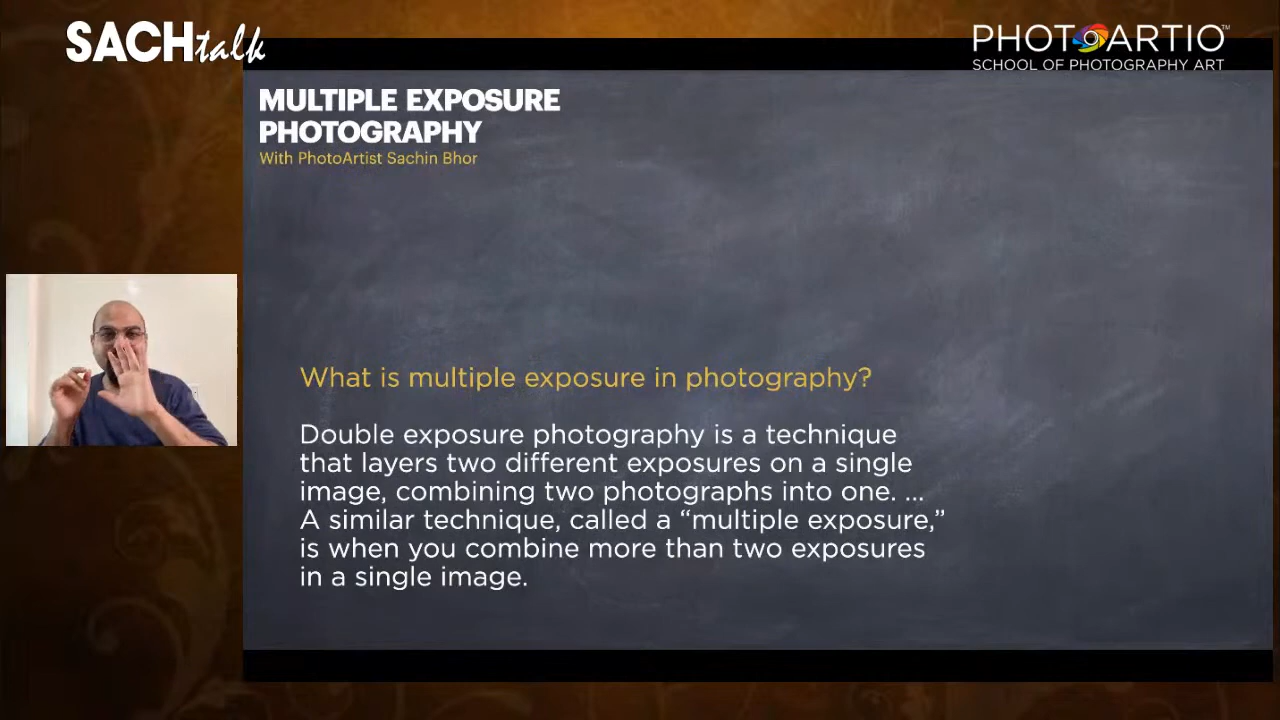 SACHtalk
PHOTOARTIO™
SCHOOL OF PHOTOGRAPHY ART
MULTIPLE EXPOSURE
PHOTOGRAPHY
With PhotoArtist Sachin Bhor
What is multiple exposure in photography?
Double exposure photography is a technique
that layers two different exposures on a single
image, combining two photographs into one. ...
A similar technique, called a “multiple exposure,”
is when you combine more than two exposures
in a single image.